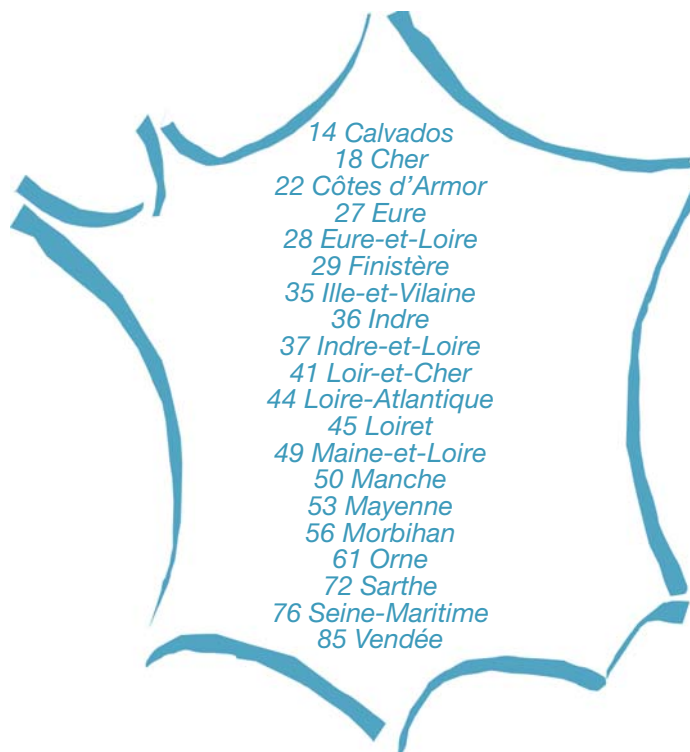 14 Calvados
18 Cher
22 Côtes d’Armor
27 Eure
28 Eure-et-Loire
29 Finistère
35 Ille-et-Vilaine
36 Indre
37 Indre-et-Loire
41 Loir-et-Cher
44 Loire-Atlantique
45 Loiret
49 Maine-et-Loire
50 Manche
53 Mayenne
56 Morbihan
61 Orne
72 Sarthe
76 Seine-Maritime
85 Vendée